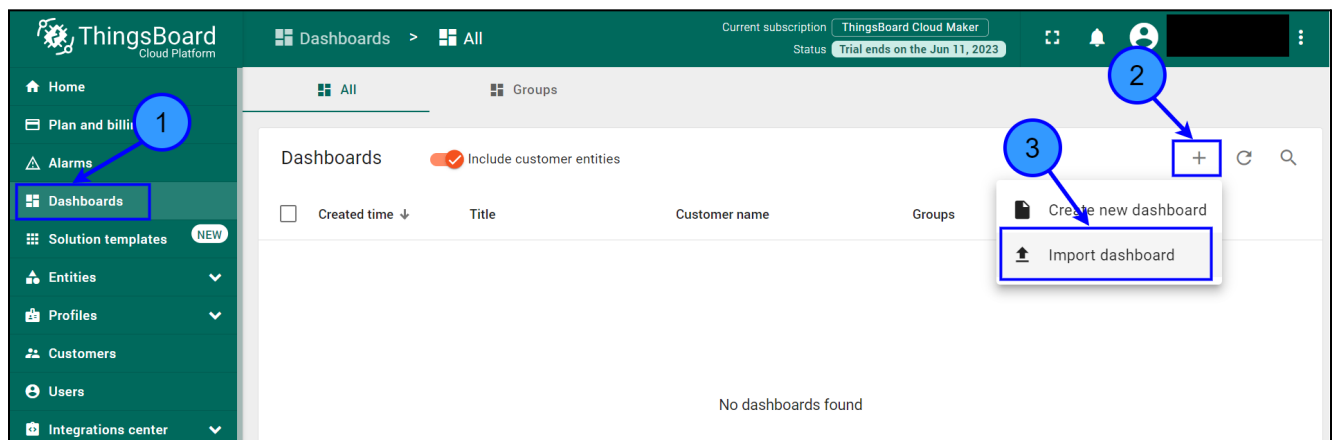 ThingsBoard
Cloud Platform
Dashboards > All
Current subscription ThingsBoard Cloud Maker
Status Trial ends on the Jun 11, 2023
Home
Plan and billin
Alarms
Dashboards
Solution templates NEW
Entities
Profiles
Customers
Users
Integrations center
All Groups
1
2
3
Dashboards Include customer entities
Created time Title Customer name Groups
Create new dashboard
Import dashboard
No dashboards found